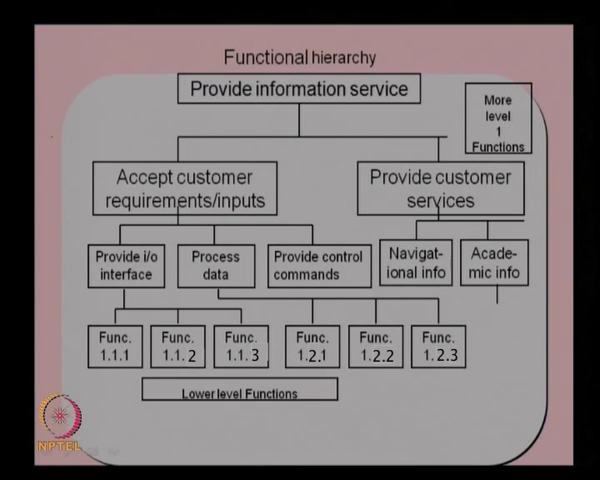 Functional hierarchy
Provide information service
More
level
1
Functions
Accept customer
requirements/inputs
Provide customer
services
Provide i/o
interface
Process
data
Provide control
commands
Navigat-
ional info
Acade-
mic info
Func.
1.1.1
Func.
1.1.2
Func.
1.1.3
Func.
1.2.1
Func.
1.2.2
Func.
1.2.3
Lower level Functions
NPTEL